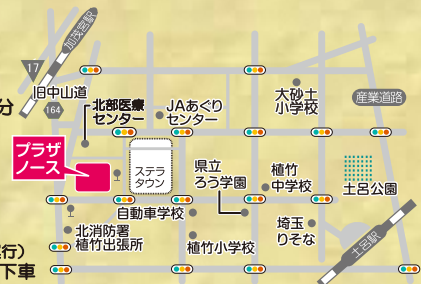 加茂宮駅
17
旧中山道
164
分
北部医療
センター
JAあぐり
センター
大砂土
小学校
産業道路
プラザ
ノース
ステラ
タウン
県立
ろう学園
植竹
中学校
土呂公園
自動車学校
北消防署
植竹出張所
植竹小学校
埼玉
りそな
土呂駅
行）
下車